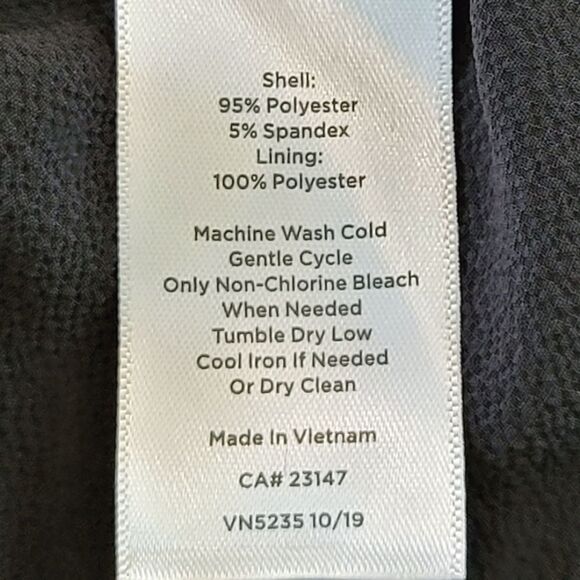 Shell:
95% Polyester
5% Spandex
Lining:
100% Polyester
Machine Wash Cold
Gentle Cycle
Only Non-Chlorine Bleach
When Needed
Tumble Dry Low
Cool Iron If Needed
Or Dry Clean
Made In Vietnam
CA# 23147
VN5235 10/19